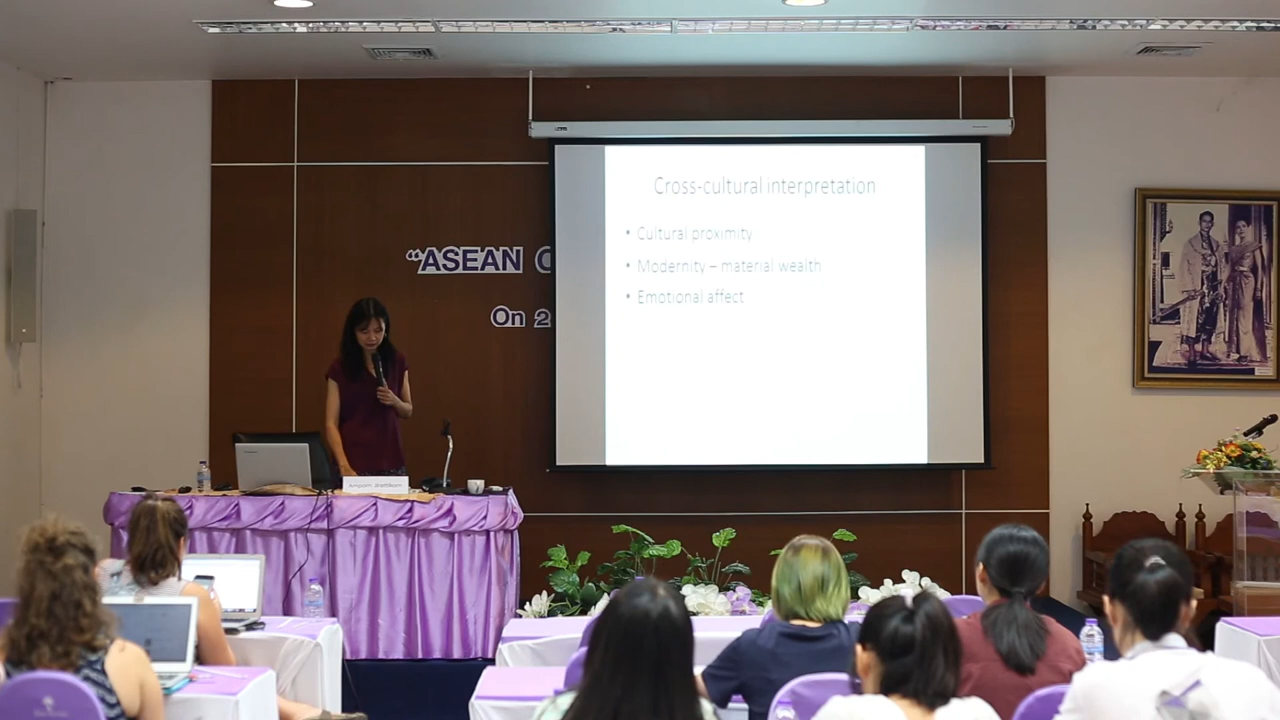 Cross-cultural interpretation
• Cultural proximity
• Modernity – material wealth
• Emotional affect
“ASEAN
On 2